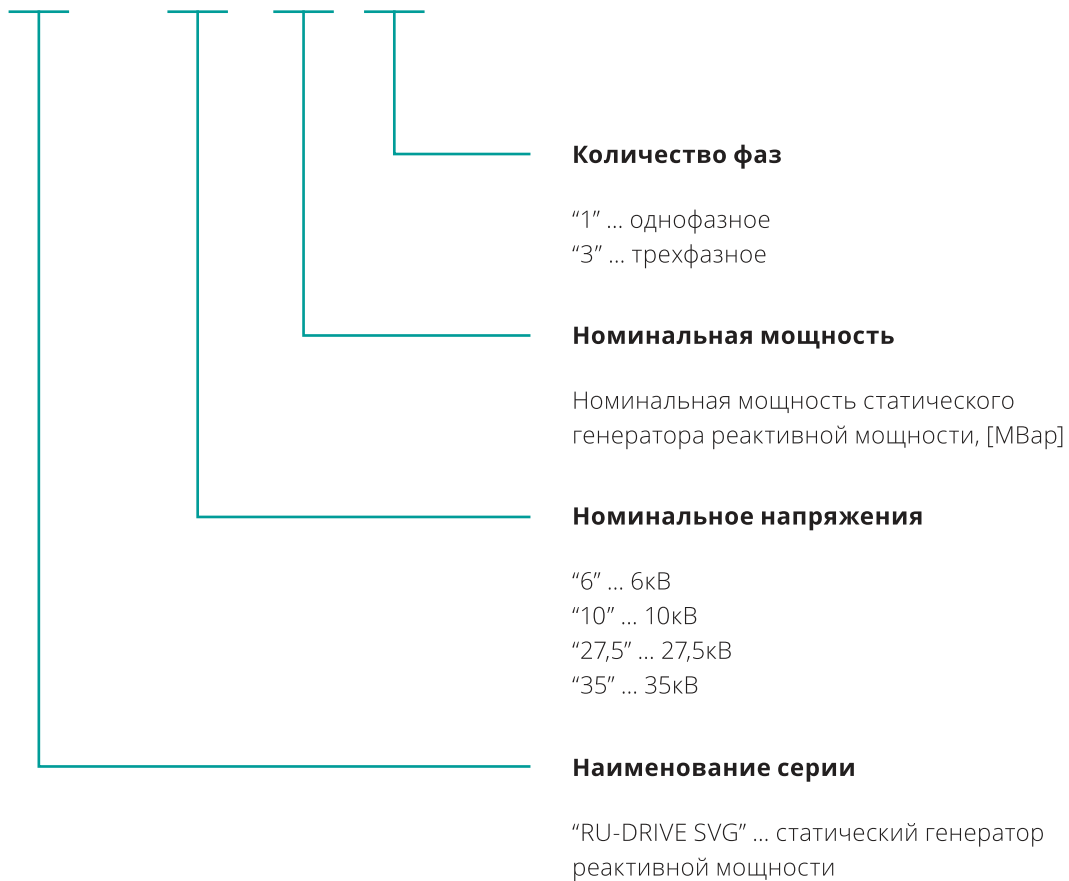 Количество фаз
“1” ... однофазное
“3” ... трехфазное
Номинальная мощность
Номинальная мощность статического
генератора реактивной мощности, [МВар]
Номинальное напряжения
“6” ... 6кВ
“10” ... 10кВ
“27,5” ... 27,5кВ
“35” ... 35кВ
Наименование серии
“RU-DRIVE SVG” ... статический генератор
реактивной мощности